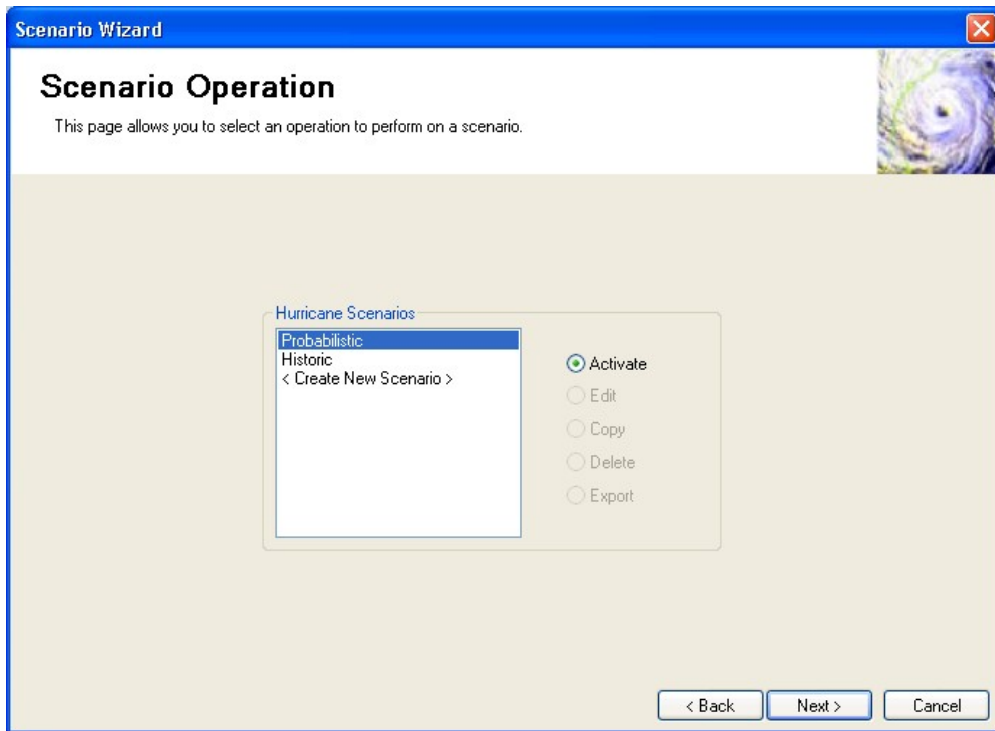 Scenario Wizard
Scenario Operation
This page allows you to select an operation to perform on a scenario.
Hurricane Scenarios
Probabilistic
Historic
< Create New Scenario >
Activate
Edit
Copy
Delete
Export
< Back
Next >
Cancel